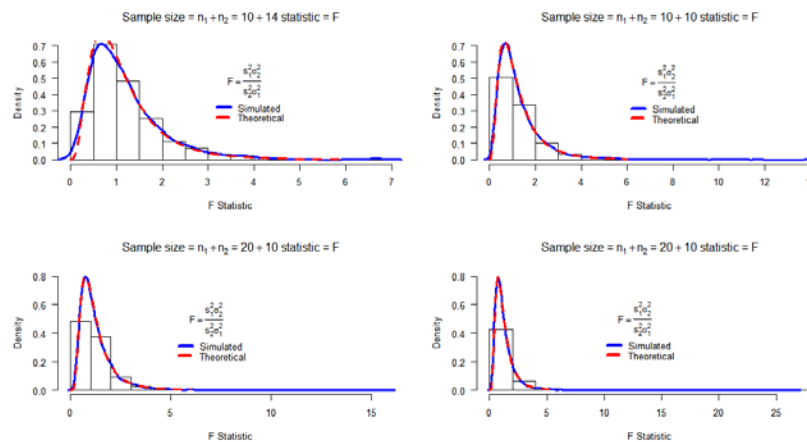 Sample size = n₁ + n₂ = 10 + 14 statistic = F
0.7
0.6
0.5
0.4
0.3
0.2
0.1
0.0
Density
F = s₁²σ₂² / s₂²σ₁²
Simulated
Theoretical
0 1 2 3 4 5 6 7
F Statistic
Sample size = n₁ + n₂ = 10 + 10 statistic = F
0.7
0.6
0.5
0.4
0.3
0.2
0.1
0.0
Density
F = s₁²σ₂² / s₂²σ₁²
Simulated
Theoretical
0 2 4 6 8 10 12
F Statistic
Sample size = n₁ + n₂ = 20 + 10 statistic = F
0.8
0.6
0.4
0.2
0.0
Density
F = s₁²σ₂² / s₂²σ₁²
Simulated
Theoretical
0 5 10 15
F Statistic
Sample size = n₁ + n₂ = 20 + 10 statistic = F
0.8
0.6
0.4
0.2
0.0
Density
F = s₁²σ₂² / s₂²σ₁²
Simulated
Theoretical
0 5 10 15 20 25
F Statistic